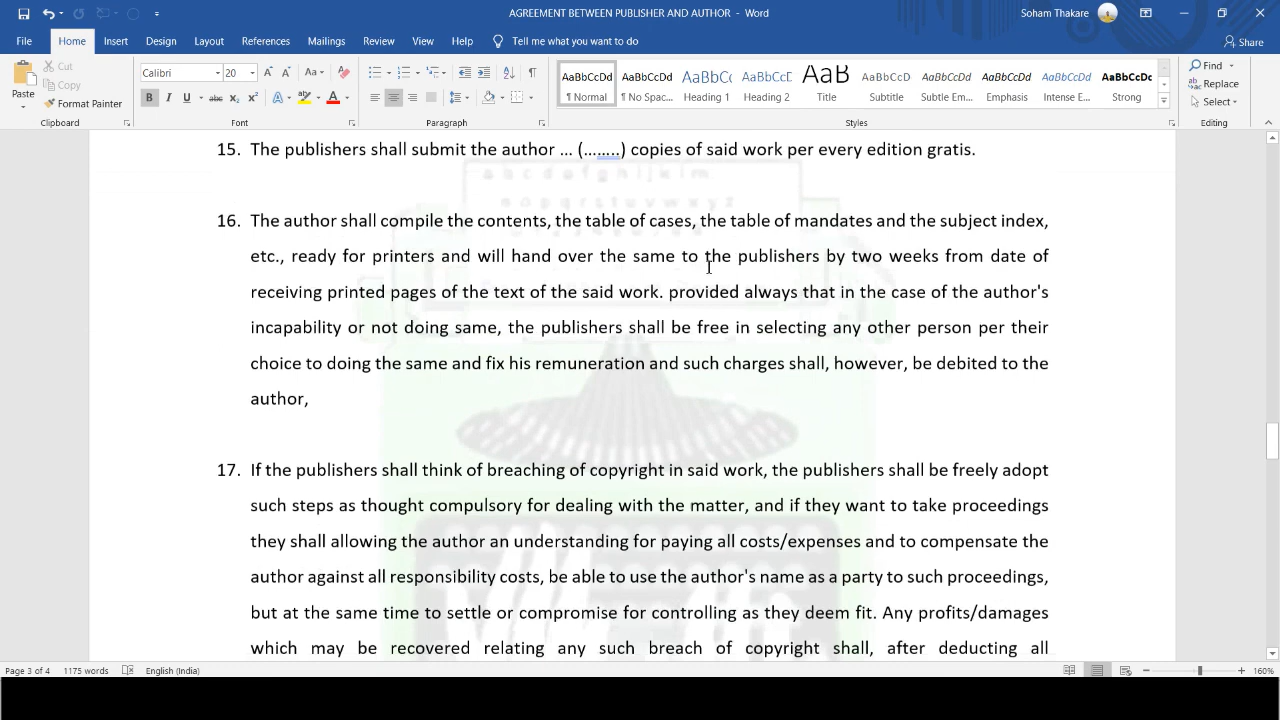 AGREEMENT BETWEEN PUBLISHER AND AUTHOR - Word
Soham Thakare
File Home Insert Design Layout References Mailings Review View Help Tell me what you want to do
Share
Paste
Cut
Copy
Format Painter
Clipboard
Calibri 20
Font
Paragraph
AaBbCcDd AaBbCcDd AaBbC AaBbCcD AaB AaBbCcD AaBbCcDd AaBbCcDd AaBbCcDd AaBbCcDc
¶ Normal ¶ No Spac... Heading 1 Heading 2 Title Subtitle Subtle Em... Emphasis Intense E... Strong
Styles
Find
Replace
Select
Editing
15. The publishers shall submit the author ... (........) copies of said work per every edition gratis.
a b c d e f g h i j k l m
n o p q r s t u v w x y z
16. The author shall compile the contents, the table of cases, the table of mandates and the subject index,
etc., ready for printers and will hand over the same to the publishers by two weeks from date of
receiving printed pages of the text of the said work. provided always that in the case of the author's
incapability or not doing same, the publishers shall be free in selecting any other person per their
choice to doing the same and fix his remuneration and such charges shall, however, be debited to the
author,
17. If the publishers shall think of breaching of copyright in said work, the publishers shall be freely adopt
such steps as thought compulsory for dealing with the matter, and if they want to take proceedings
they shall allowing the author an understanding for paying all costs/expenses and to compensate the
author against all responsibility costs, be able to use the author's name as a party to such proceedings,
but at the same time to settle or compromise for controlling as they deem fit. Any profits/damages
which may be recovered relating any such breach of copyright shall, after deducting all
Page 3 of 4 1175 words English (India)
160%